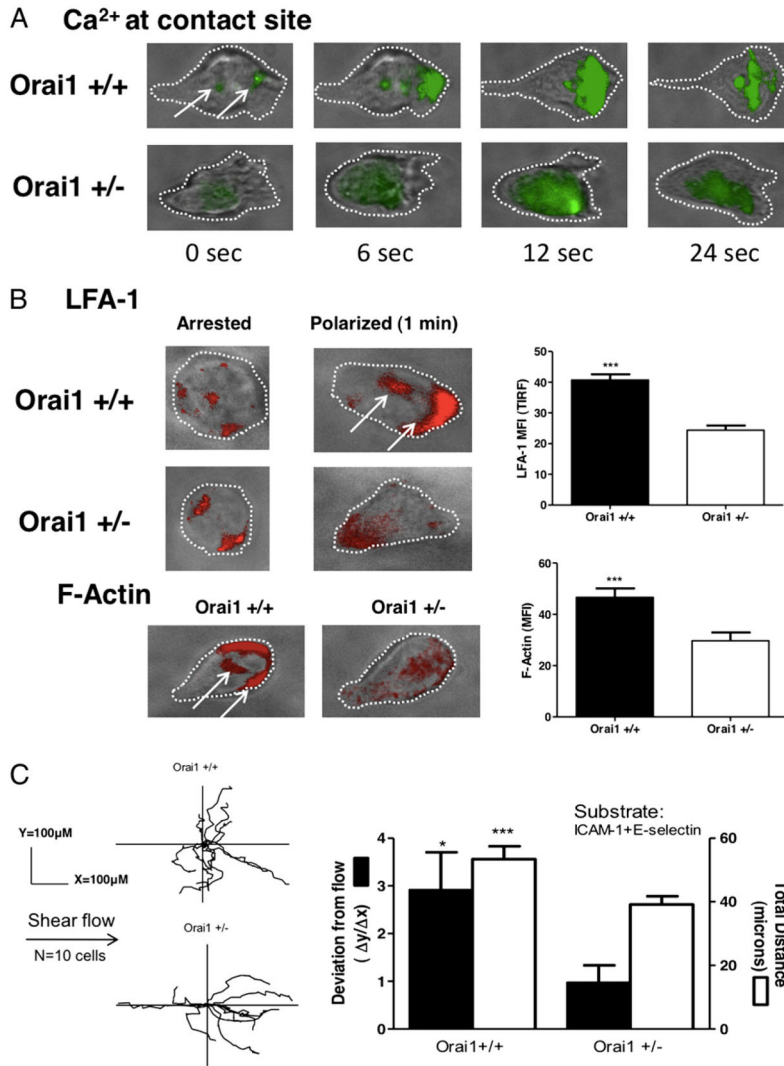 A
Ca²⁺ at contact site
Orai1 +/+
Orai1 +/-
0 sec
6 sec
12 sec
24 sec
B
LFA-1
Arrested
Polarized (1 min)
Orai1 +/+
Orai1 +/-
50
40
30
20
10
0
LFA-1 MFI (TIRF)
***
Orai1 +/+
Orai1 +/-
F-Actin
Orai1 +/+
Orai1 +/-
60
40
20
0
F-Actin (MFI)
***
Orai1 +/+
Orai1 +/-
C
Orai1 +/+
Y=100µM
X=100µM
Shear flow
N=10 cells
Orai1 +/-
Substrate:
ICAM-1+E-selectin
Deviation from flow
( Δy/Δx )
4
3
2
1
0
*
***
60
40
20
0
Total Distance
(microns)
Orai1+/+
Orai1 +/-